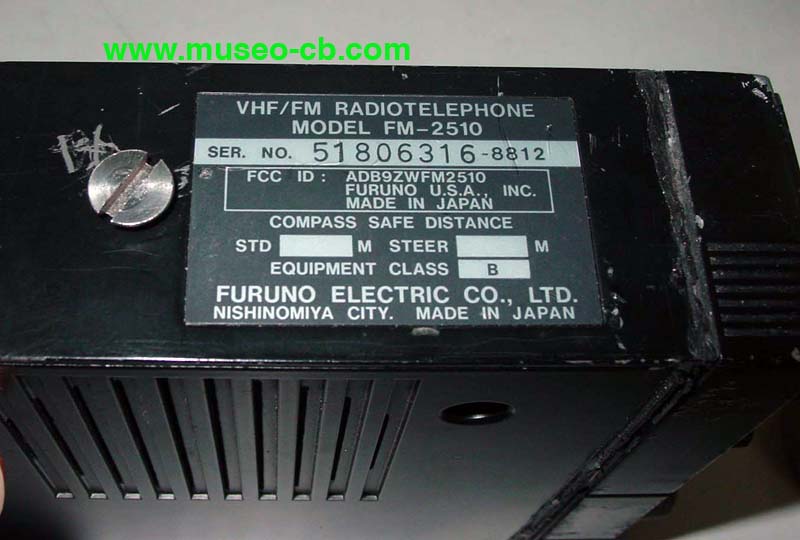 www.museo-cb.com
VHF/FM RADIOTELEPHONE
MODEL FM-2510
SER. NO. 51806316-8812
FCC ID: ADB9ZWFM2510
FURUNO U.S.A., INC.
MADE IN JAPAN
COMPASS SAFE DISTANCE
STD M STEER M
EQUIPMENT CLASS B
FURUNO ELECTRIC CO., LTD.
NISHINOMIYA CITY. MADE IN JAPAN